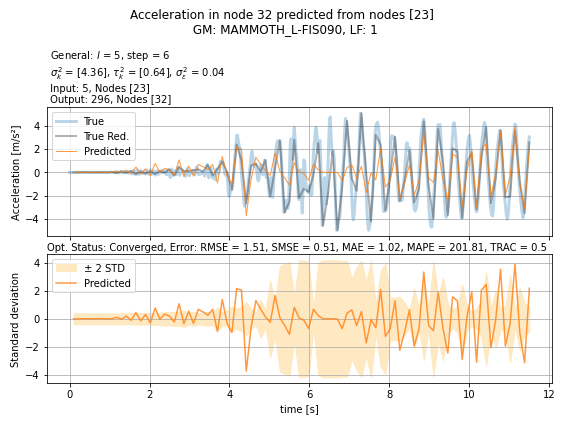 Acceleration in node 32 predicted from nodes [23]
GM: MAMMOTH_L-FIS090, LF: 1
General: l = 5, step = 6
σ²ₖ = [4.36], τ²ₖ = [0.64], σ²ε = 0.04
Input: 5, Nodes [23]
Output: 296, Nodes [32]
True
True Red.
Predicted
Acceleration [m/s²]
4
2
0
−2
−4
Opt. Status: Converged, Error: RMSE = 1.51, SMSE = 0.51, MAE = 1.02, MAPE = 201.81, TRAC = 0.5
± 2 STD
Predicted
Standard deviation
4
2
0
−2
−4
0 2 4 6 8 10 12
time [s]